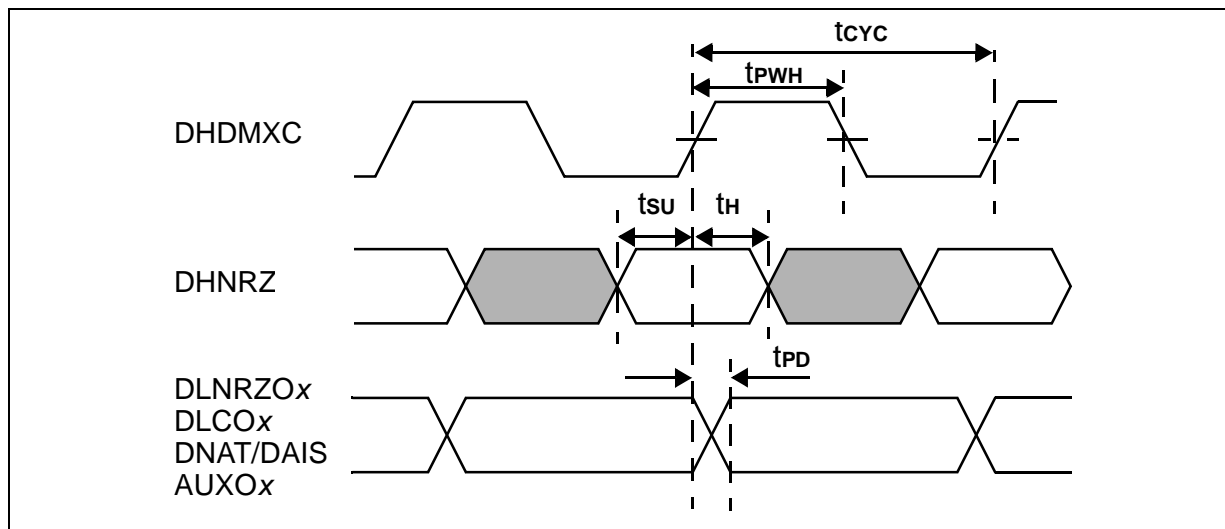 tCYC
tPWH
DHDMXC
tSU
tH
DHNRZ
tPD
DLNRZOx
DLCOx
DNAT/DAIS
AUXOx